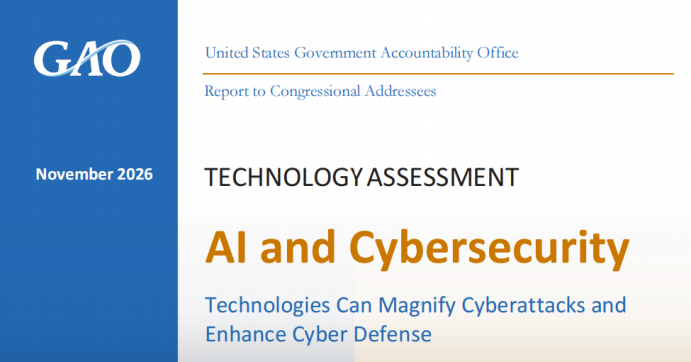 GAO
United States Government Accountability Office
Report to Congressional Addressees
November 2026
TECHNOLOGY ASSESSMENT
AI and Cybersecurity
Technologies Can Magnify Cyberattacks and
Enhance Cyber Defense